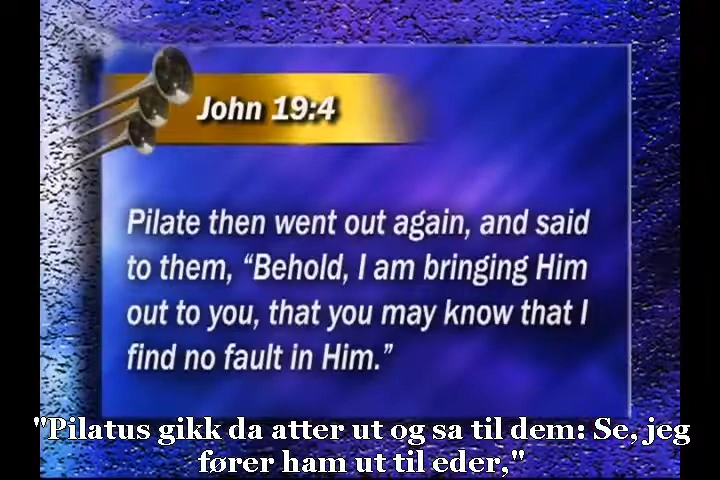 John 19:4
Pilate then went out again, and said
to them, “Behold, I am bringing Him
out to you, that you may know that I
find no fault in Him.”
"Pilatus gikk da atter ut og sa til dem: Se, jeg
fører ham ut til eder,"